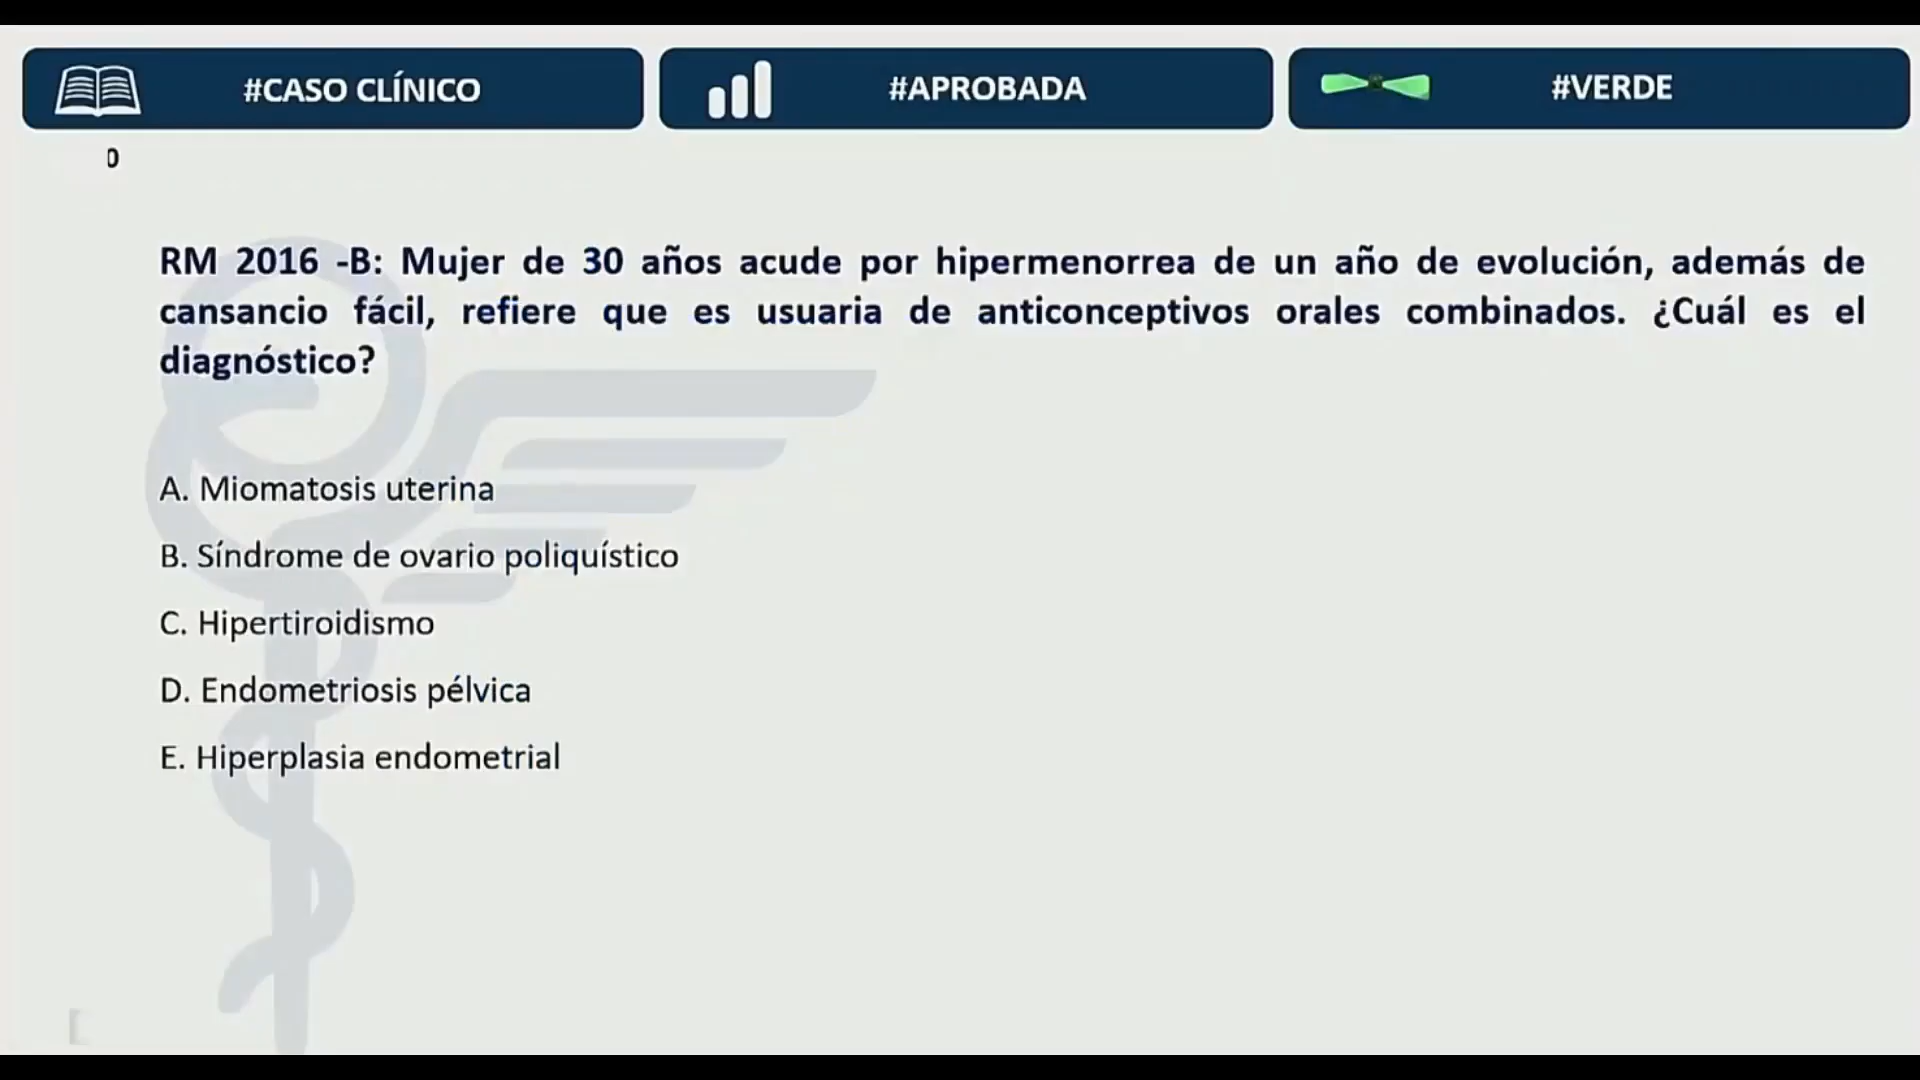 #CASO CLÍNICO
#APROBADA
#VERDE
RM 2016 -B: Mujer de 30 años acude por hipermenorrea de un año de evolución, además de
cansancio fácil, refiere que es usuaria de anticonceptivos orales combinados. ¿Cuál es el
diagnóstico?
A. Miomatosis uterina
B. Síndrome de ovario poliquístico
C. Hipertiroidismo
D. Endometriosis pélvica
E. Hiperplasia endometrial